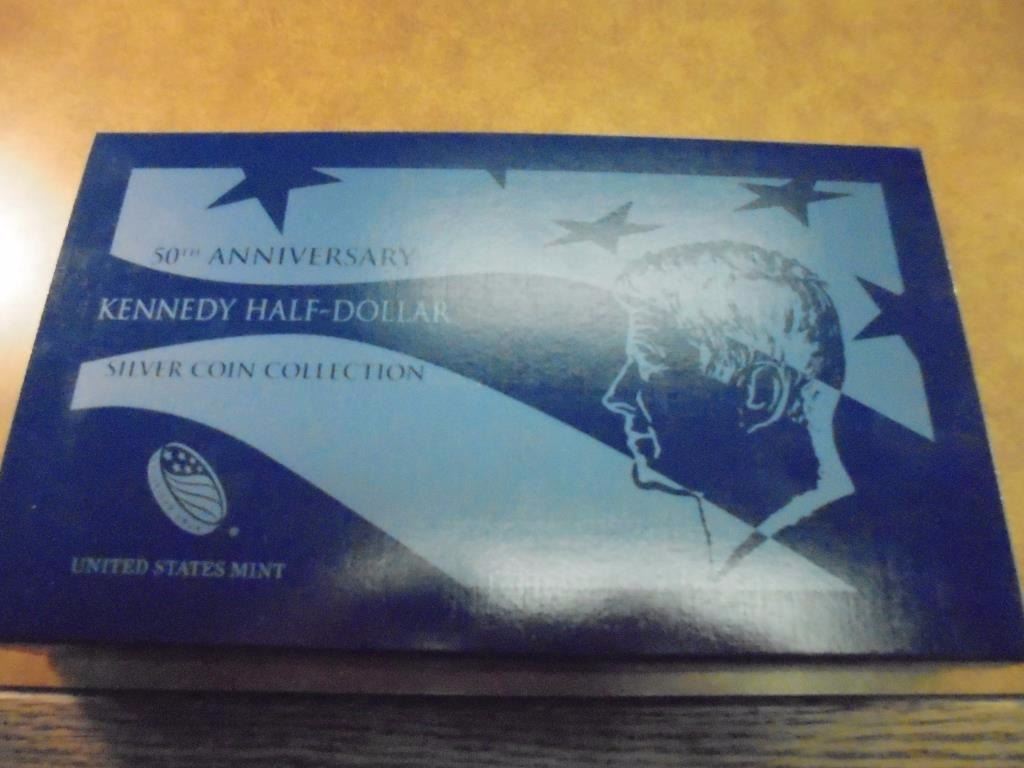 50TH ANNIVERSARY
KENNEDY HALF-DOLLAR
SILVER COIN COLLECTION
UNITED STATES MINT